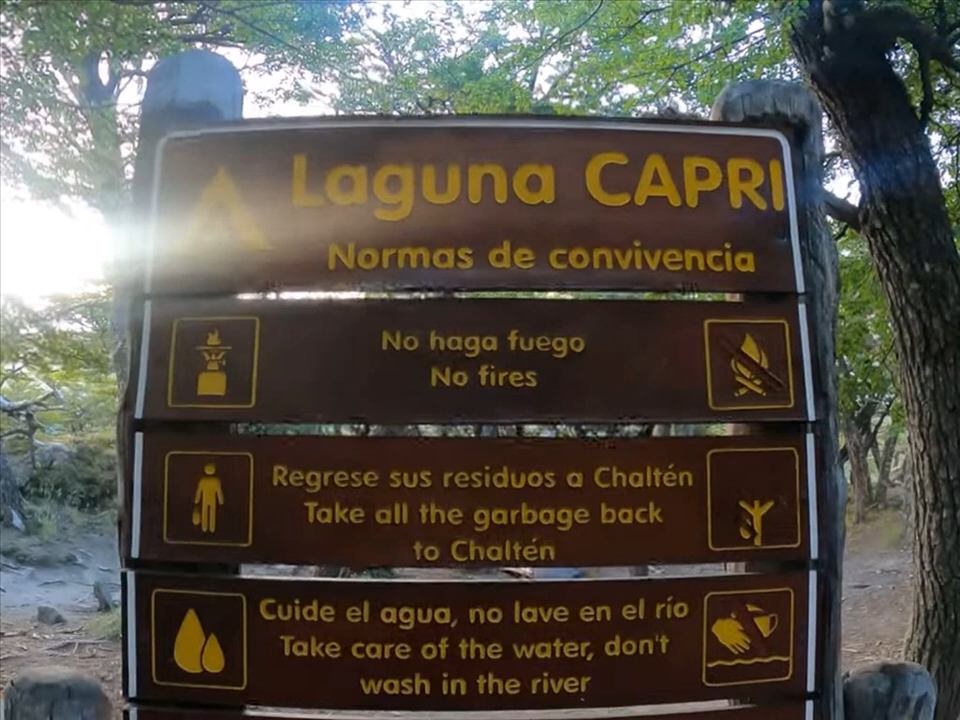 Laguna CAPRI
Normas de convivencia
No haga fuego
No fires
Regrese sus residuos a Chaltén
Take all the garbage back
to Chaltén
Cuide el agua, no lave en el río
Take care of the water, don't
wash in the river